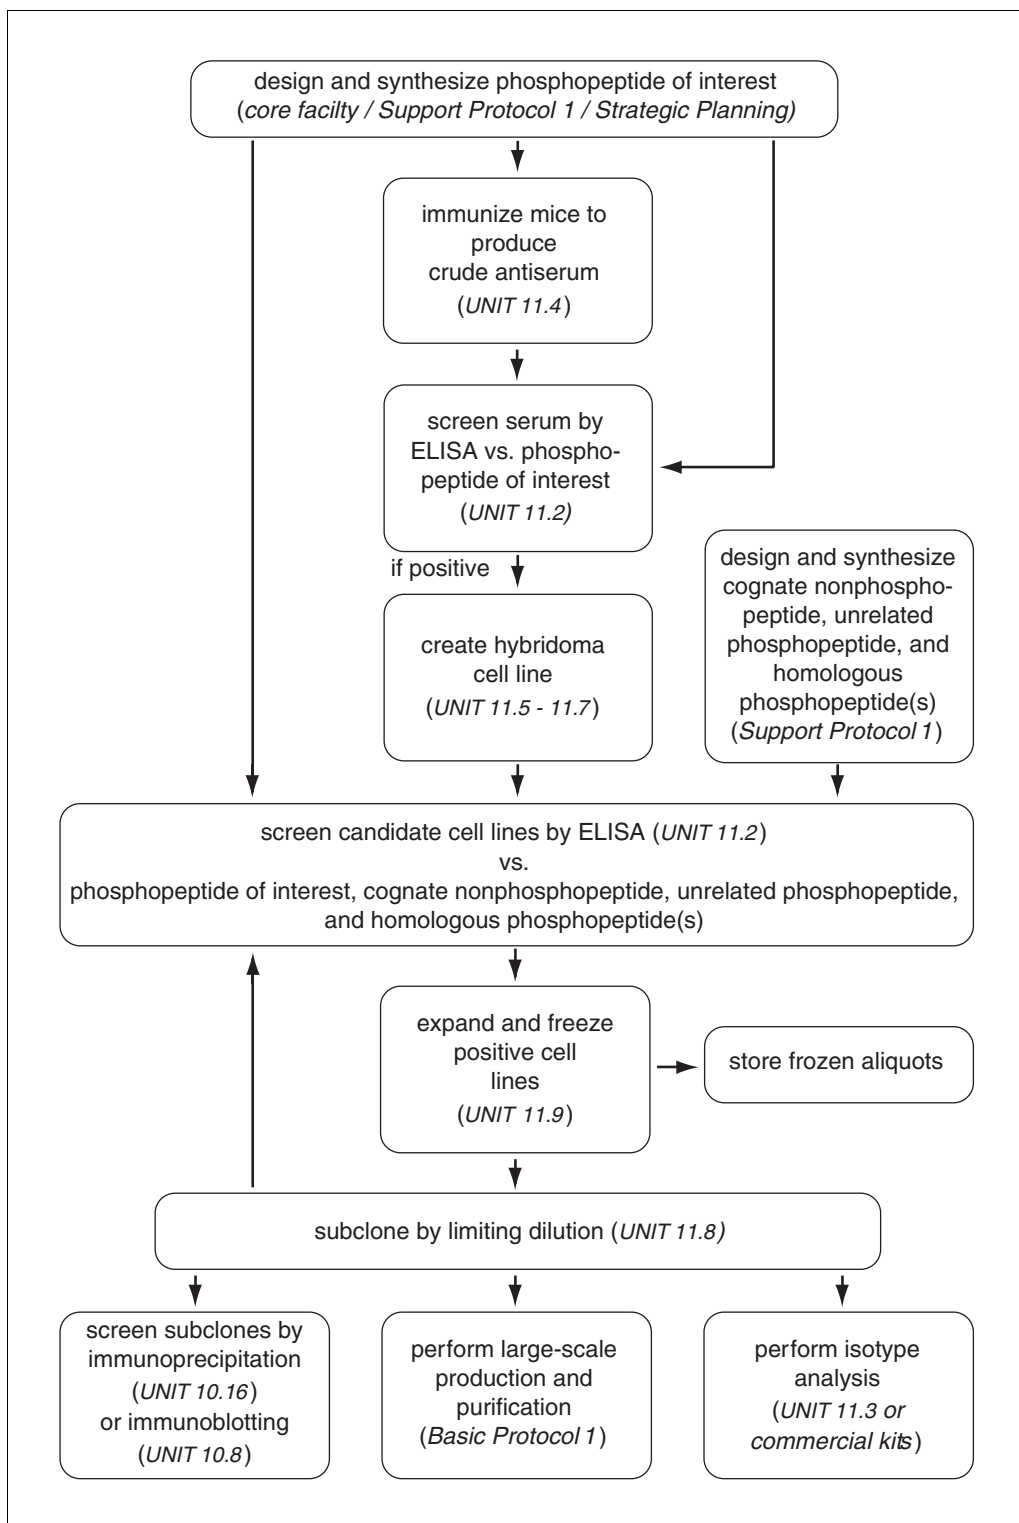 design and synthesize phosphopeptide of interest
(core facilty / Support Protocol 1 / Strategic Planning)
immunize mice to
produce
crude antiserum
(UNIT 11.4)
screen serum by
ELISA vs. phospho-
peptide of interest
(UNIT 11.2)
if positive
create hybridoma
cell line
(UNIT 11.5 - 11.7)
design and synthesize
cognate nonphospho-
peptide, unrelated
phosphopeptide, and
homologous
phosphopeptide(s)
(Support Protocol 1)
screen candidate cell lines by ELISA (UNIT 11.2)
vs.
phosphopeptide of interest, cognate nonphosphopeptide, unrelated phosphopeptide,
and homologous phosphopeptide(s)
expand and freeze
positive cell
lines
(UNIT 11.9)
store frozen aliquots
subclone by limiting dilution (UNIT 11.8)
screen subclones by
immunoprecipitation
(UNIT 10.16)
or immunoblotting
(UNIT 10.8)
perform large-scale
production and
purification
(Basic Protocol 1)
perform isotype
analysis
(UNIT 11.3 or
commercial kits)